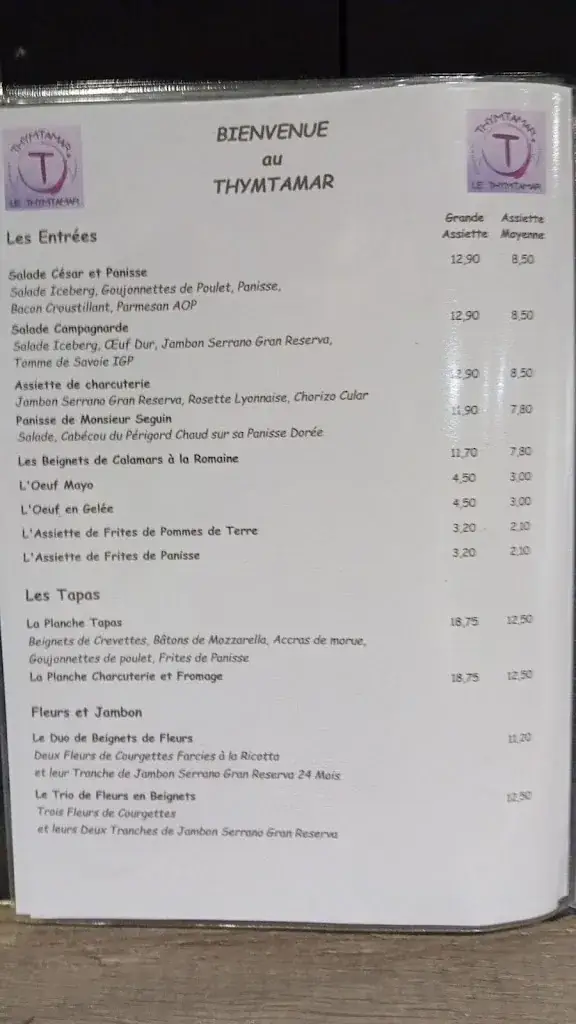 BIENVENUE
au
THYMTAMAR
THYMTAMAR
T
LE THYMTAMAR
THYMTAMAR
T
LE THYMTAMAR
Grande Assiette
Assiette Moyenne
Les Entrées
Salade César et Panisse 12,90 8,50
Salade Iceberg, Goujonnettes de Poulet, Panisse,
Bacon Croustillant, Parmesan AOP
Salade Campagnarde 12,90 8,50
Salade Iceberg, Œuf Dur, Jambon Serrano Gran Reserva,
Tomme de Savoie IGP
Assiette de charcuterie 12,90 8,50
Jambon Serrano Gran Reserva, Rosette Lyonnaise, Chorizo Cular
Panisse de Monsieur Seguin 11,90 7,80
Salade, Cabécou du Périgord Chaud sur sa Panisse Dorée
Les Beignets de Calamars à la Romaine 11,70 7,80
L'Oeuf Mayo 4,50 3,00
L'Oeuf en Gelée 4,50 3,00
L'Assiette de Frites de Pommes de Terre 3,20 2,10
L'Assiette de Frites de Panisse 3,20 2,10
Les Tapas
La Planche Tapas 18,75 12,50
Beignets de Crevettes, Bâtons de Mozzarella, Accras de morue,
Goujonnettes de poulet, Frites de Panisse
La Planche Charcuterie et Fromage 18,75 12,50
Fleurs et Jambon
Le Duo de Beignets de Fleurs 11,20
Deux Fleurs de Courgettes Farcies à la Ricotta
et leur Tranche de Jambon Serrano Gran Reserva 24 Mois
Le Trio de Fleurs en Beignets 12,50
Trois Fleurs de Courgettes
et leurs Deux Tranches de Jambon Serrano Gran Reserva